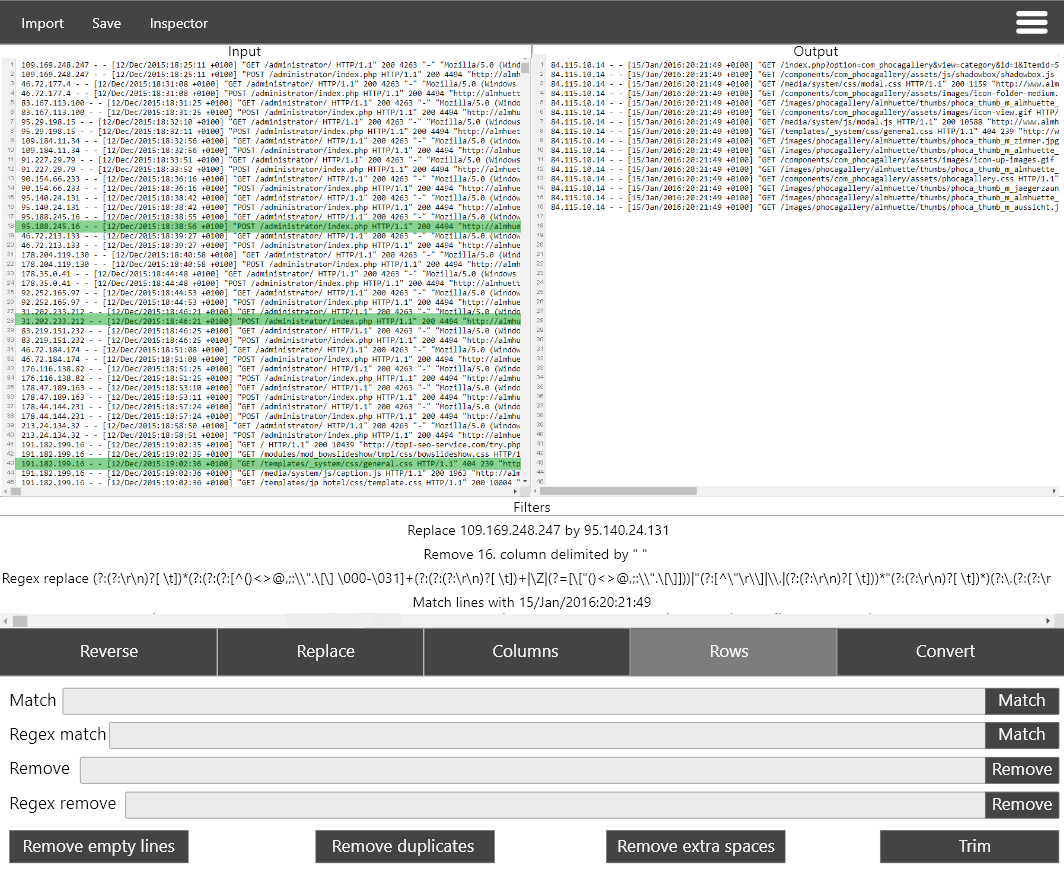 Import Save Inspector
Input
Output
1 109.169.248.247 - - [12/Dec/2015:18:25:11 +0100] "GET /administrator/ HTTP/1.1" 200 4263 "-" "Mozilla/5.0 (Windows
2 109.169.248.247 - - [12/Dec/2015:18:25:11 +0100] "POST /administrator/index.php HTTP/1.1" 200 4494 "http://almh
3 46.72.177.4 - - [12/Dec/2015:18:31:08 +0100] "GET /administrator/ HTTP/1.1" 200 4263 "-" "Mozilla/5.0 (Windows
4 46.72.177.4 - - [12/Dec/2015:18:31:08 +0100] "POST /administrator/index.php HTTP/1.1" 200 4494 "http://almhuett
5 83.167.113.100 - - [12/Dec/2015:18:31:25 +0100] "GET /administrator/ HTTP/1.1" 200 4263 "-" "Mozilla/5.0 (Windo
6 83.167.113.100 - - [12/Dec/2015:18:31:25 +0100] "POST /administrator/index.php HTTP/1.1" 200 4494 "http://almhu
7 95.29.198.15 - - [12/Dec/2015:18:32:10 +0100] "GET /administrator/ HTTP/1.1" 200 4263 "-" "Mozilla/5.0 (Windows
8 95.29.198.15 - - [12/Dec/2015:18:32:11 +0100] "POST /administrator/index.php HTTP/1.1" 200 4494 "http://almhuet
9 109.184.11.34 - - [12/Dec/2015:18:32:56 +0100] "GET /administrator/ HTTP/1.1" 200 4263 "-" "Mozilla/5.0 (Window
10 109.184.11.34 - - [12/Dec/2015:18:32:56 +0100] "POST /administrator/index.php HTTP/1.1" 200 4494 "http://almhue
11 91.227.29.79 - - [12/Dec/2015:18:33:51 +0100] "GET /administrator/ HTTP/1.1" 200 4263 "-" "Mozilla/5.0 (Windows
12 91.227.29.79 - - [12/Dec/2015:18:33:52 +0100] "POST /administrator/index.php HTTP/1.1" 200 4494 "http://almhuet
13 90.154.66.233 - - [12/Dec/2015:18:36:16 +0100] "GET /administrator/ HTTP/1.1" 200 4263 "-" "Mozilla/5.0 (Window
14 90.154.66.233 - - [12/Dec/2015:18:36:16 +0100] "POST /administrator/index.php HTTP/1.1" 200 4494 "http://almhue
15 95.140.24.131 - - [12/Dec/2015:18:38:42 +0100] "GET /administrator/ HTTP/1.1" 200 4263 "-" "Mozilla/5.0 (Window
16 95.140.24.131 - - [12/Dec/2015:18:38:42 +0100] "POST /administrator/index.php HTTP/1.1" 200 4494 "http://almhue
17 95.188.245.16 - - [12/Dec/2015:18:38:55 +0100] "GET /administrator/ HTTP/1.1" 200 4263 "-" "Mozilla/5.0 (Window
18 95.188.245.16 - - [12/Dec/2015:18:38:56 +0100] "POST /administrator/index.php HTTP/1.1" 200 4494 "http://almhue
19 46.72.213.133 - - [12/Dec/2015:18:39:27 +0100] "GET /administrator/ HTTP/1.1" 200 4263 "-" "Mozilla/5.0 (Window
20 46.72.213.133 - - [12/Dec/2015:18:39:27 +0100] "POST /administrator/index.php HTTP/1.1" 200 4494 "http://almhue
21 178.204.119.130 - - [12/Dec/2015:18:40:58 +0100] "GET /administrator/ HTTP/1.1" 200 4263 "-" "Mozilla/5.0 (Wind
22 178.204.119.130 - - [12/Dec/2015:18:40:58 +0100] "POST /administrator/index.php HTTP/1.1" 200 4494 "http://almh
23 178.35.0.41 - - [12/Dec/2015:18:44:48 +0100] "GET /administrator/ HTTP/1.1" 200 4263 "-" "Mozilla/5.0 (Windows
24 178.35.0.41 - - [12/Dec/2015:18:44:48 +0100] "POST /administrator/index.php HTTP/1.1" 200 4494 "http://almhuett
25 92.252.165.97 - - [12/Dec/2015:18:44:53 +0100] "GET /administrator/ HTTP/1.1" 200 4263 "-" "Mozilla/5.0 (Window
26 92.252.165.97 - - [12/Dec/2015:18:44:53 +0100] "POST /administrator/index.php HTTP/1.1" 200 4494 "http://almhue
27 31.202.233.212 - - [12/Dec/2015:18:46:21 +0100] "GET /administrator/ HTTP/1.1" 200 4263 "-" "Mozilla/5.0 (Windo
28 31.202.233.212 - - [12/Dec/2015:18:46:21 +0100] "POST /administrator/index.php HTTP/1.1" 200 4494 "http://almhu
29 83.219.151.232 - - [12/Dec/2015:18:46:25 +0100] "GET /administrator/ HTTP/1.1" 200 4263 "-" "Mozilla/5.0 (Windo
30 83.219.151.232 - - [12/Dec/2015:18:46:25 +0100] "POST /administrator/index.php HTTP/1.1" 200 4494 "http://almhu
31 46.72.184.174 - - [12/Dec/2015:18:51:08 +0100] "GET /administrator/ HTTP/1.1" 200 4263 "-" "Mozilla/5.0 (Window
32 46.72.184.174 - - [12/Dec/2015:18:51:08 +0100] "POST /administrator/index.php HTTP/1.1" 200 4494 "http://almhue
33 176.116.138.82 - - [12/Dec/2015:18:51:25 +0100] "GET /administrator/ HTTP/1.1" 200 4263 "-" "Mozilla/5.0 (Windo
34 176.116.138.82 - - [12/Dec/2015:18:51:25 +0100] "POST /administrator/index.php HTTP/1.1" 200 4494 "http://almhu
35 178.47.189.163 - - [12/Dec/2015:18:53:10 +0100] "GET /administrator/ HTTP/1.1" 200 4263 "-" "Mozilla/5.0 (Windo
36 178.47.189.163 - - [12/Dec/2015:18:53:11 +0100] "POST /administrator/index.php HTTP/1.1" 200 4494 "http://almhu
37 178.44.144.231 - - [12/Dec/2015:18:57:24 +0100] "GET /administrator/ HTTP/1.1" 200 4263 "-" "Mozilla/5.0 (Windo
38 178.44.144.231 - - [12/Dec/2015:18:57:24 +0100] "POST /administrator/index.php HTTP/1.1" 200 4494 "http://almhu
39 213.24.134.32 - - [12/Dec/2015:18:58:50 +0100] "GET /administrator/ HTTP/1.1" 200 4263 "-" "Mozilla/5.0 (Window
40 213.24.134.32 - - [12/Dec/2015:18:58:51 +0100] "POST /administrator/index.php HTTP/1.1" 200 4494 "http://almhue
41 191.182.199.16 - - [12/Dec/2015:19:02:35 +0100] "GET / HTTP/1.1" 200 10439 "http://top1-seo-service.com/try.php
42 191.182.199.16 - - [12/Dec/2015:19:02:35 +0100] "GET /modules/mod_bowslideshow/tmpl/css/bowslideshow.css HTTP/1
43 191.182.199.16 - - [12/Dec/2015:19:02:36 +0100] "GET /templates/_system/css/general.css HTTP/1.1" 404 239 "http
44 191.182.199.16 - - [12/Dec/2015:19:02:36 +0100] "GET /media/system/js/caption.js HTTP/1.1" 200 1963 "http://alm
45 191.182.199.16 - - [12/Dec/2015:19:02:36 +0100] "GET /templates/jp_hotel/css/template.css HTTP/1.1" 200 10004 "
1 84.115.10.14 - - [15/Jan/2016:20:21:49 +0100] "GET /index.php?option=com_phocagallery&view=category&id=1&Itemid=5
2 84.115.10.14 - - [15/Jan/2016:20:21:49 +0100] "GET /components/com_phocagallery/assets/js/shadowbox/shadowbox.js
3 84.115.10.14 - - [15/Jan/2016:20:21:49 +0100] "GET /media/system/css/modal.css HTTP/1.1" 200 1159 "http://www.alm
4 84.115.10.14 - - [15/Jan/2016:20:21:49 +0100] "GET /components/com_phocagallery/assets/images/icon-folder-medium.
5 84.115.10.14 - - [15/Jan/2016:20:21:49 +0100] "GET /images/phocagallery/almhuette/thumbs/phoca_thumb_m_almhuette_
6 84.115.10.14 - - [15/Jan/2016:20:21:49 +0100] "GET /components/com_phocagallery/assets/images/icon-view.gif HTTP/
7 84.115.10.14 - - [15/Jan/2016:20:21:49 +0100] "GET /media/system/js/modal.js HTTP/1.1" 200 10588 "http://www.almh
8 84.115.10.14 - - [15/Jan/2016:20:21:49 +0100] "GET /templates/_system/css/general.css HTTP/1.1" 404 239 "http://w
9 84.115.10.14 - - [15/Jan/2016:20:21:49 +0100] "GET /images/phocagallery/almhuette/thumbs/phoca_thumb_m_zimmer.jpg
10 84.115.10.14 - - [15/Jan/2016:20:21:49 +0100] "GET /images/phocagallery/almhuette/thumbs/phoca_thumb_m_almhuette_
11 84.115.10.14 - - [15/Jan/2016:20:21:49 +0100] "GET /components/com_phocagallery/assets/images/icon-up-images.gif
12 84.115.10.14 - - [15/Jan/2016:20:21:49 +0100] "GET /images/phocagallery/almhuette/thumbs/phoca_thumb_m_almhuette_
13 84.115.10.14 - - [15/Jan/2016:20:21:49 +0100] "GET /components/com_phocagallery/assets/phocagallery.css HTTP/1.1"
14 84.115.10.14 - - [15/Jan/2016:20:21:49 +0100] "GET /images/phocagallery/almhuette/thumbs/phoca_thumb_m_jaegerzaun
15 84.115.10.14 - - [15/Jan/2016:20:21:49 +0100] "GET /images/phocagallery/almhuette/thumbs/phoca_thumb_m_almhuette_
16 84.115.10.14 - - [15/Jan/2016:20:21:49 +0100] "GET /images/phocagallery/almhuette/thumbs/phoca_thumb_m_aussicht.j
Filters
Replace 109.169.248.247 by 95.140.24.131
Remove 16. column delimited by " "
Regex replace (?:(?:\r\n)?[ \t])*(?:(?:(?:[^()<>@,;:\\".\[\] \000-\031]+(?:(?:(?:\r\n)?[ \t])+|\Z|(?=[\["()<>@,;:\\".\[\]]))|"(?:[^\"\r\\]|\\.|(?:(?:\r\n)?[ \t]))*"(?:(?:\r\n)?[ \t])*)(?:\.(?:(?:\r
Match lines with 15/Jan/2016:20:21:49
Reverse Replace Columns Rows Convert
Match Match
Regex match Match
Remove Remove
Regex remove Remove
Remove empty lines Remove duplicates Remove extra spaces Trim